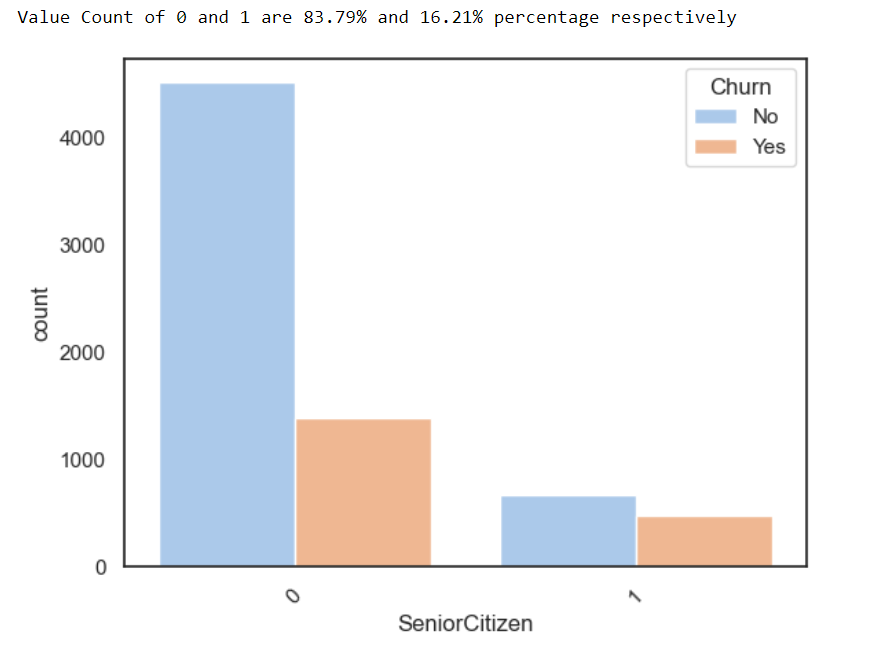 Value Count of 0 and 1 are 83.79% and 16.21% percentage respectively
Churn
No
Yes
4000
3000
2000
1000
0
count
0
1
SeniorCitizen